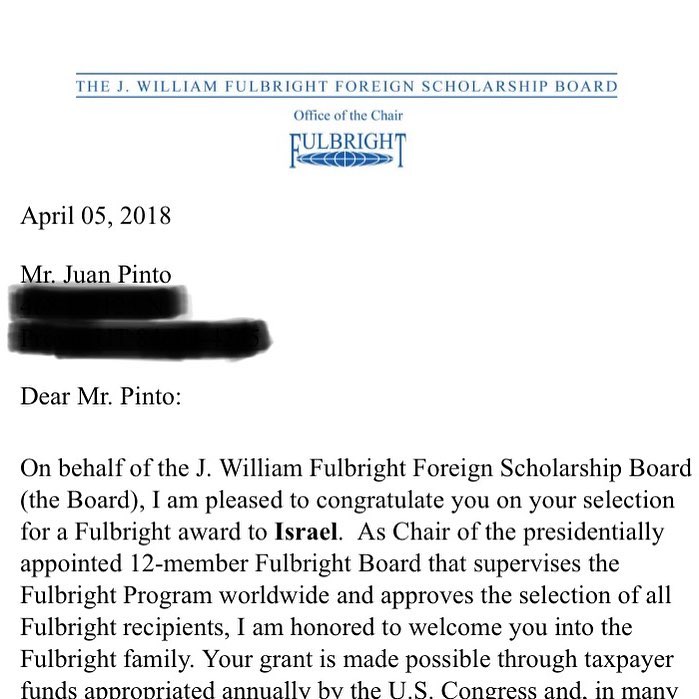 THE J. WILLIAM FULBRIGHT FOREIGN SCHOLARSHIP BOARD
Office of the Chair
FULBRIGHT
April 05, 2018
Mr. Juan Pinto
Dear Mr. Pinto:
On behalf of the J. William Fulbright Foreign Scholarship Board
(the Board), I am pleased to congratulate you on your selection
for a Fulbright award to Israel. As Chair of the presidentially
appointed 12-member Fulbright Board that supervises the
Fulbright Program worldwide and approves the selection of all
Fulbright recipients, I am honored to welcome you into the
Fulbright family. Your grant is made possible through taxpayer
funds appropriated annually by the U.S. Congress and, in many